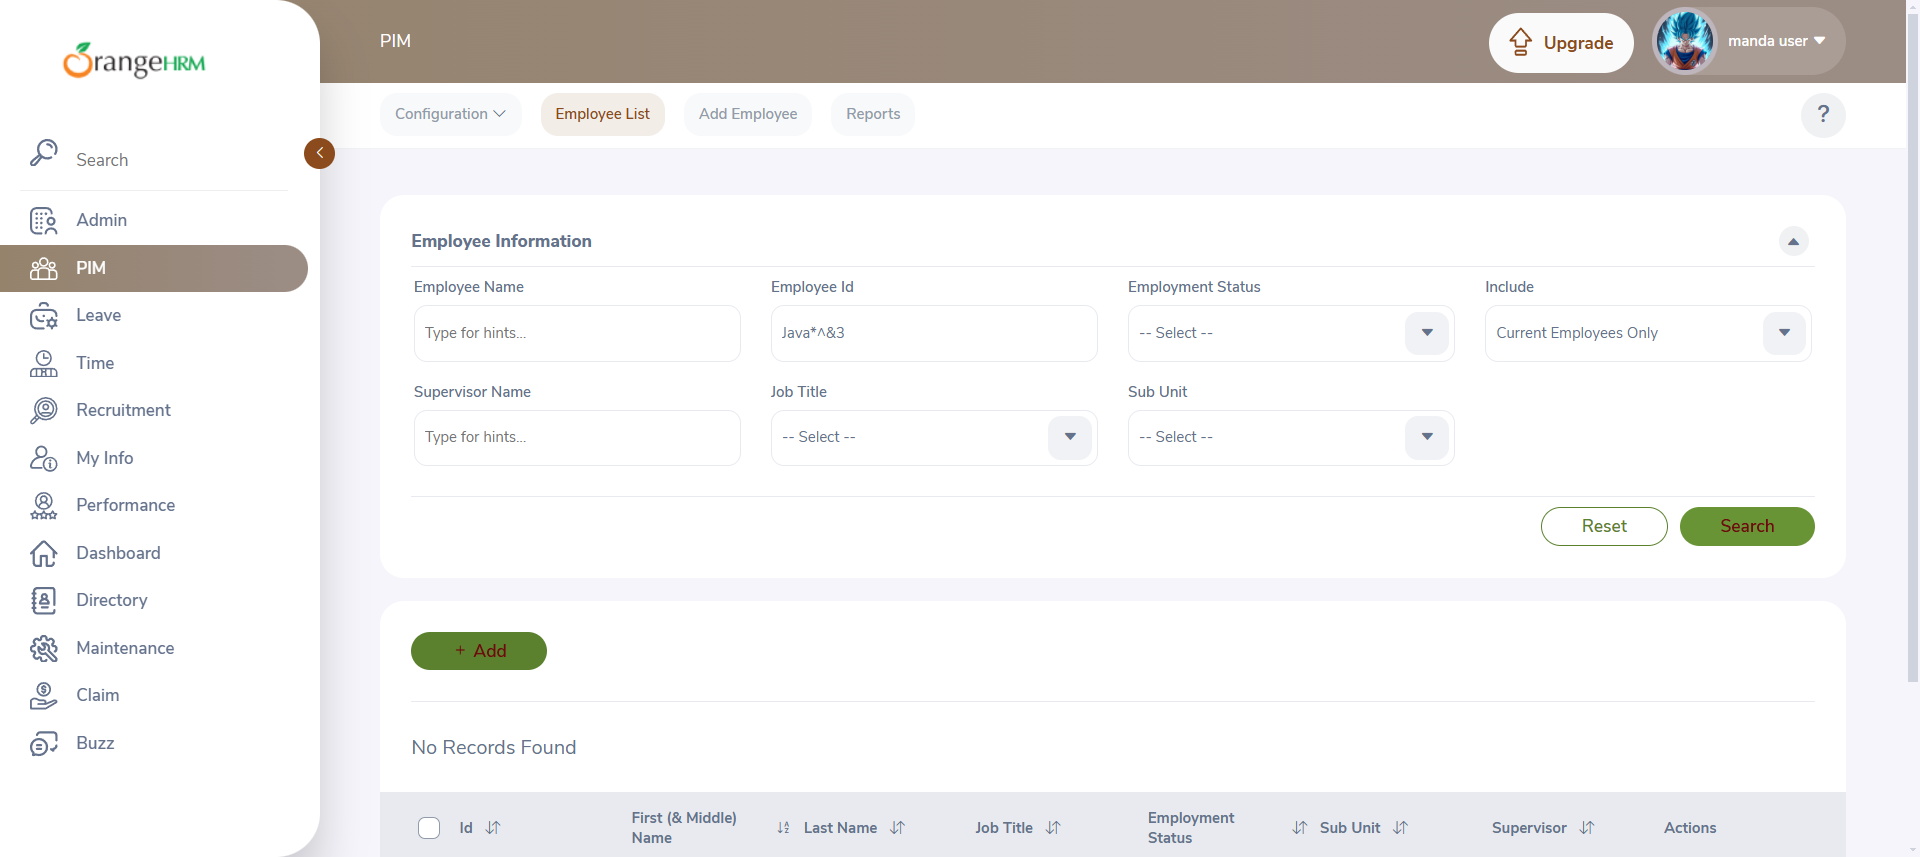 OrangeHRM
PIM
Upgrade
manda user
Configuration
Employee List
Add Employee
Reports
?
Search
Admin
PIM
Leave
Time
Recruitment
My Info
Performance
Dashboard
Directory
Maintenance
Claim
Buzz
Employee Information
Employee Name
Employee Id
Employment Status
Include
Type for hints...
Java*^&3
-- Select --
Current Employees Only
Supervisor Name
Job Title
Sub Unit
Type for hints...
-- Select --
-- Select --
Reset
Search
+ Add
No Records Found
Id
First (& Middle)
Name
Last Name
Job Title
Employment
Status
Sub Unit
Supervisor
Actions